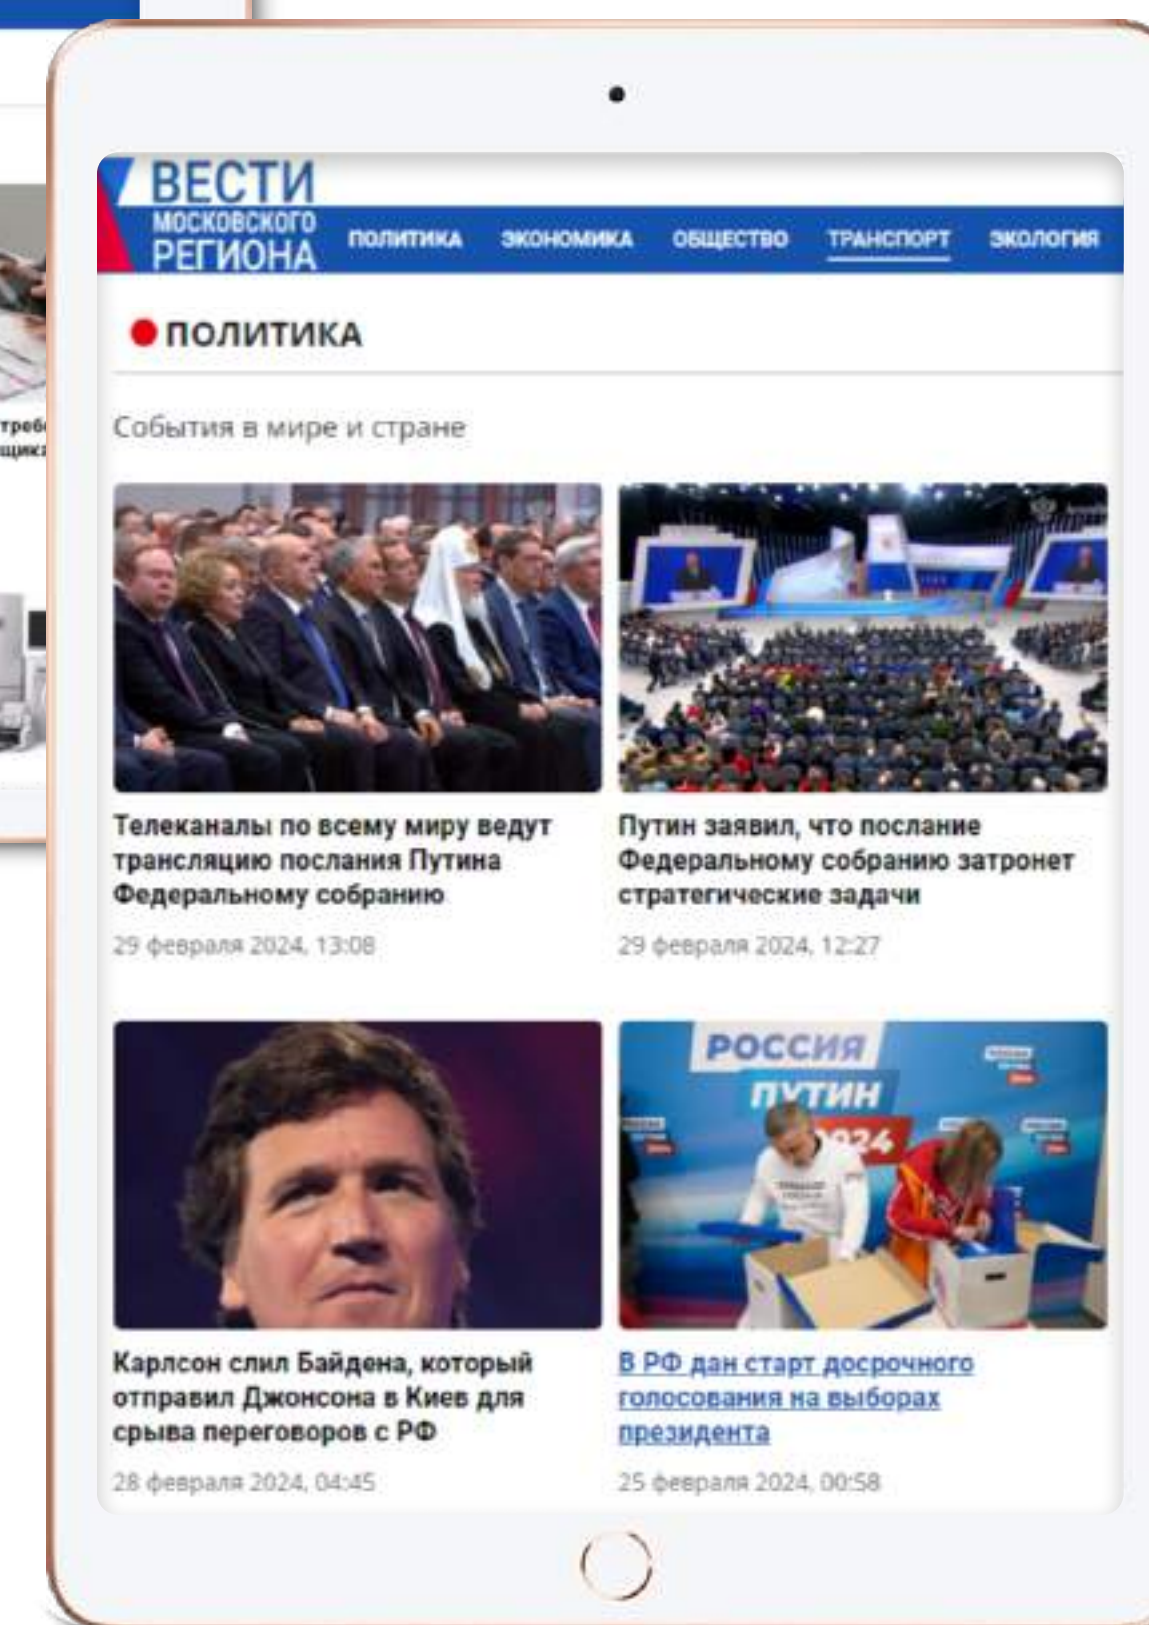 ВЕСТИ
МОСКОВСКОГО
РЕГИОНА
ПОЛИТИКА ЭКОНОМИКА ОБЩЕСТВО ТРАНСПОРТ ЭКОЛОГИЯ
ПОЛИТИКА
События в мире и стране
Телеканалы по всему миру ведут
трансляцию послания Путина
Федеральному собранию
29 февраля 2024, 13:08
Путин заявил, что послание
Федеральному собранию затронет
стратегические задачи
29 февраля 2024, 12:27
РОССИЯ
ПУТИН
2024
Карлсон слил Байдена, который
отправил Джонсона в Киев для
срыва переговоров с РФ
28 февраля 2024, 04:45
В РФ дан старт досрочного
голосования на выборах
президента
25 февраля 2024, 00:58